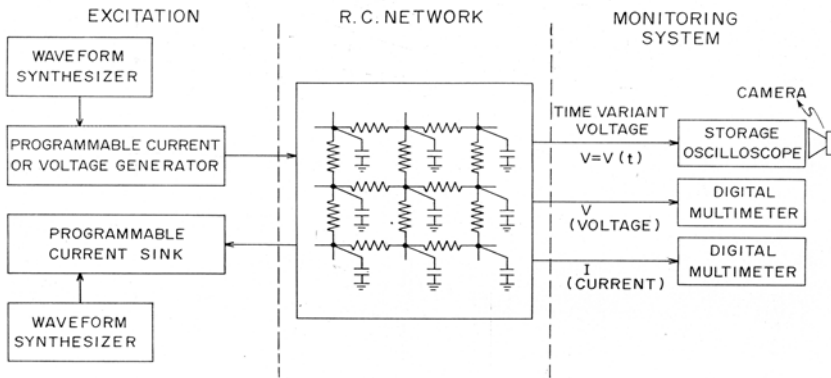 EXCITATION
R.C. NETWORK
MONITORING
SYSTEM
WAVEFORM
SYNTHESIZER
PROGRAMMABLE CURRENT
OR VOLTAGE GENERATOR
PROGRAMMABLE
CURRENT SINK
WAVEFORM
SYNTHESIZER
TIME VARIANT
VOLTAGE
V=V(t)
V
(VOLTAGE)
I
(CURRENT)
CAMERA
STORAGE
OSCILLOSCOPE
DIGITAL
MULTIMETER
DIGITAL
MULTIMETER